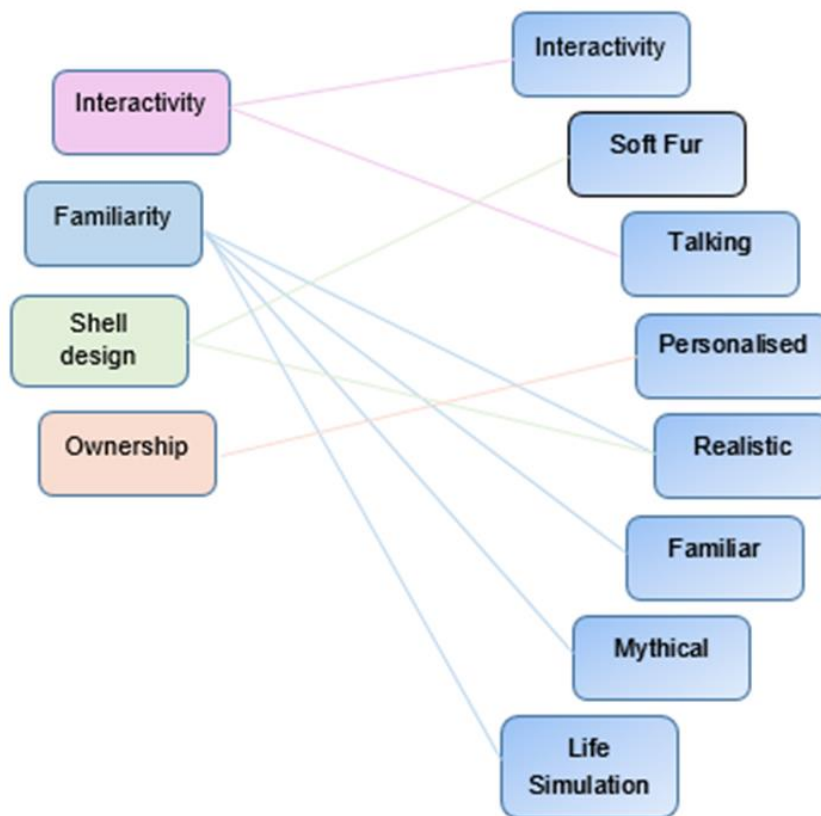 Interactivity
Familiarity
Shell
design
Ownership
Interactivity
Soft Fur
Talking
Personalised
Realistic
Familiar
Mythical
Life
Simulation